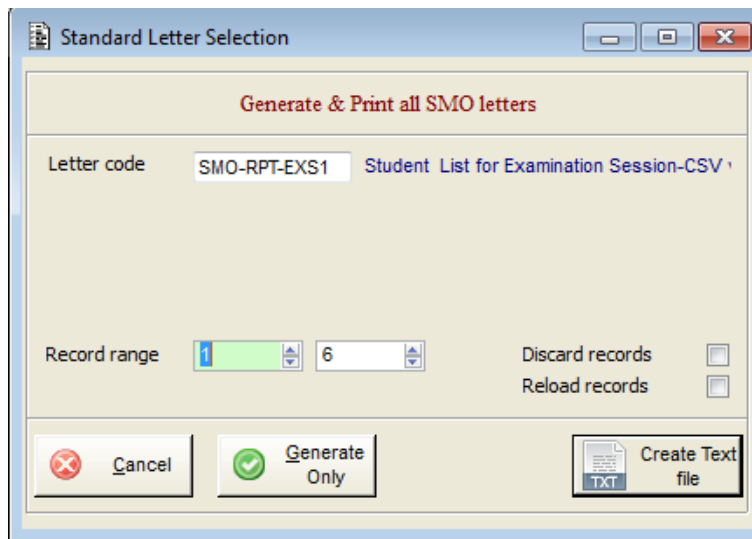 Standard Letter Selection
Generate & Print all SMO letters
Letter code SMO-RPT-EXS1 Student List for Examination Session-CSV
Record range 1 6 Discard records
Reload records
Cancel Generate Only Create Text file
TXT